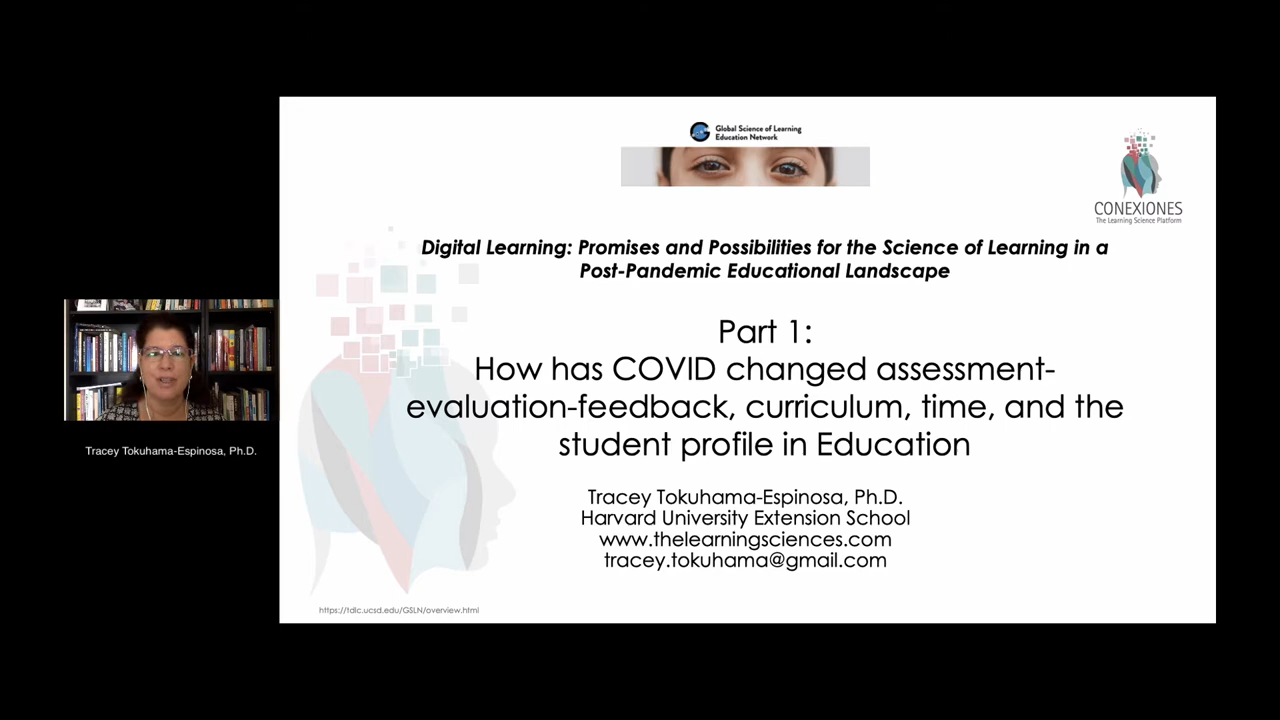 Global Science of Learning
Education Network
CONEXIONES
The Learning Science Platform
Digital Learning: Promises and Possibilities for the Science of Learning in a
Post-Pandemic Educational Landscape
Part 1:
How has COVID changed assessment-
evaluation-feedback, curriculum, time, and the
student profile in Education
Tracey Tokuhama-Espinosa, Ph.D.
Tracey Tokuhama-Espinosa, Ph.D.
Harvard University Extension School
www.thelearningsciences.com
tracey.tokuhama@gmail.com
https://tdlc.ucsd.edu/GSLN/overview.html